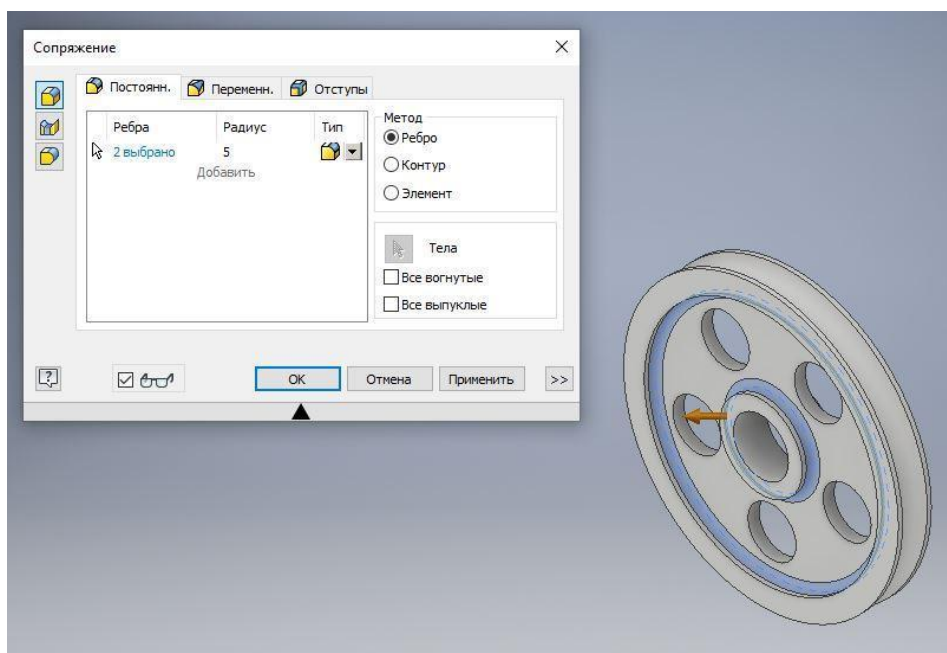 Сопряжение
Постоянн. Переменн. Отступы
Ребра Радиус Тип
2 выбрано 5
Добавить
Метод
Ребро
Контур
Элемент
Тела
Все вогнутые
Все выпуклые
? OK Отмена Применить >>